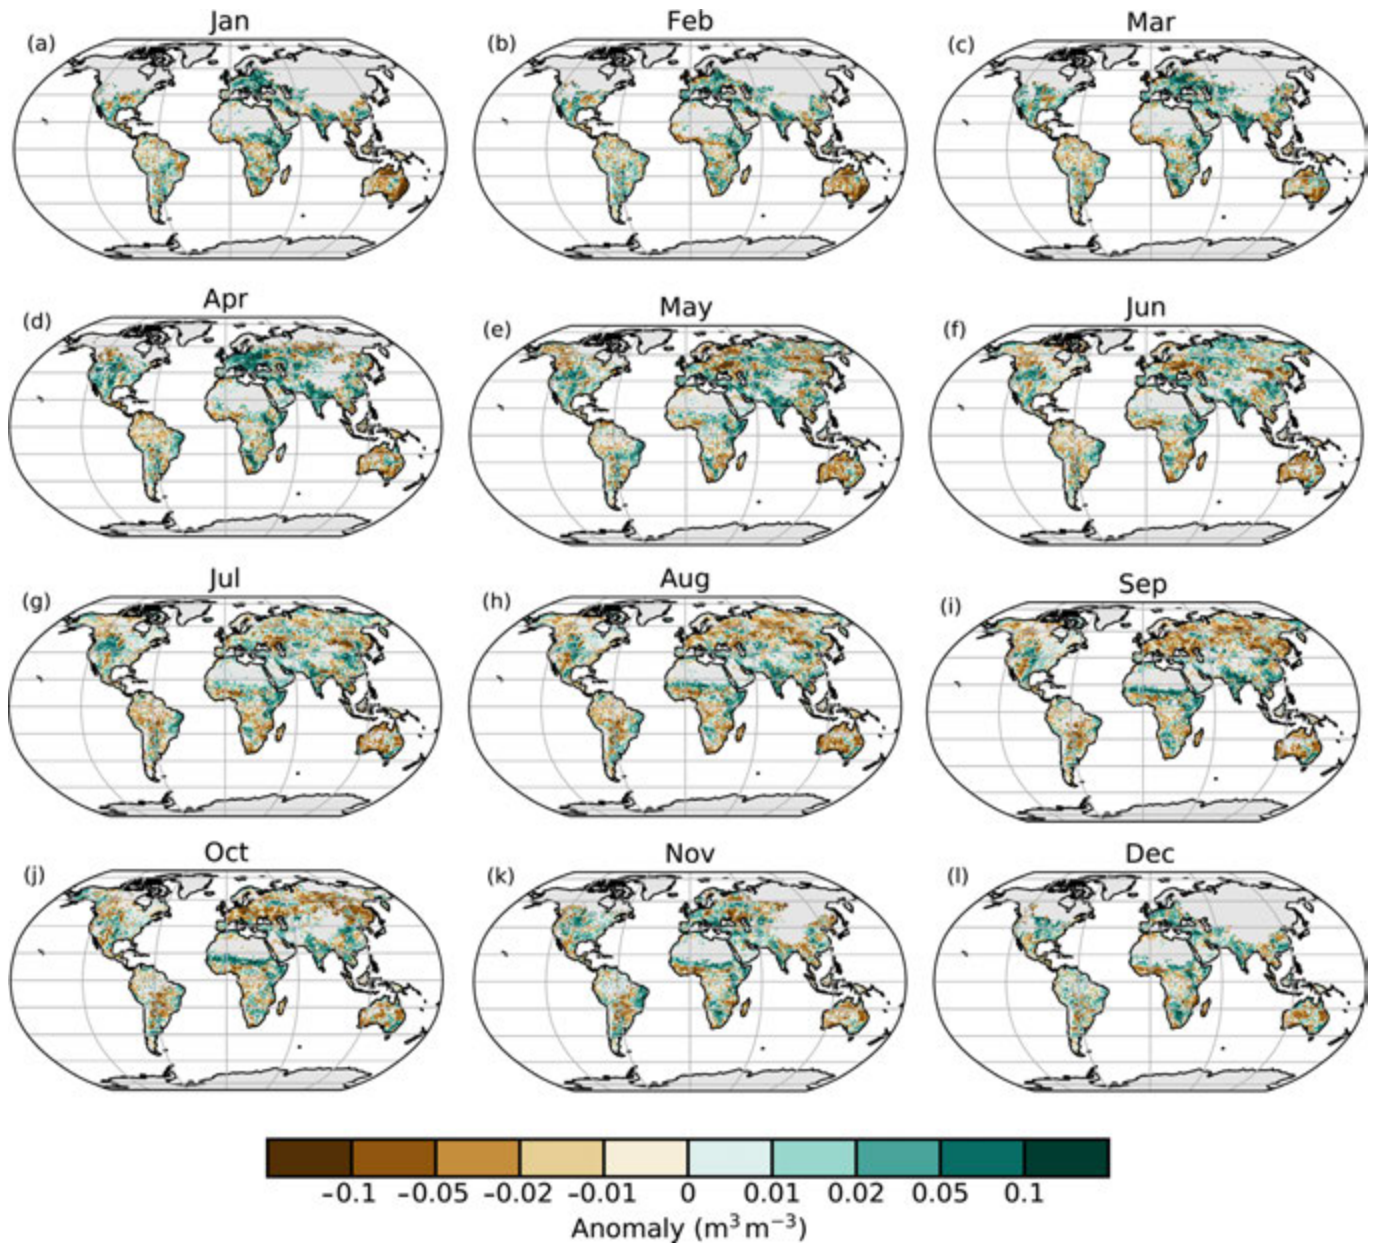 Jan Feb Mar
(a) (b) (c)
Apr May Jun
(d) (e) (f)
Jul Aug Sep
(g) (h) (i)
Oct Nov Dec
(j) (k) (l)
−0.1 −0.05 −0.02 −0.01 0 0.01 0.02 0.05 0.1
Anomaly (m³ m⁻³)